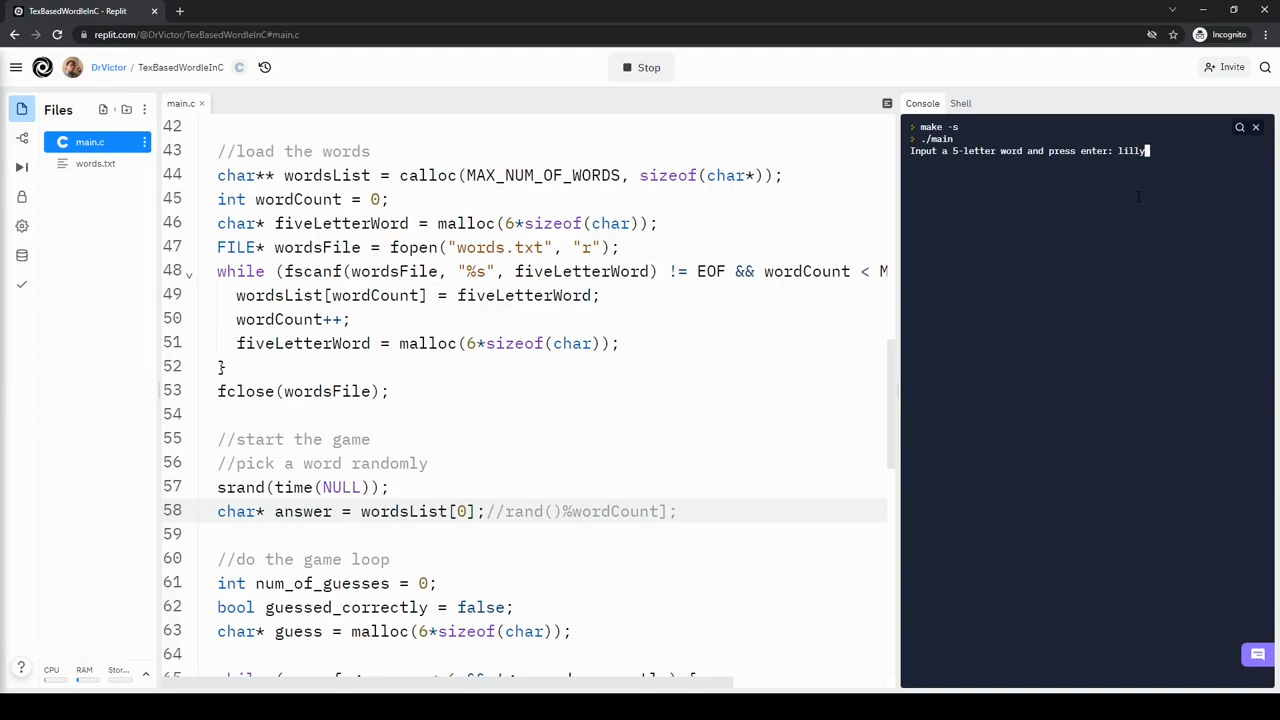 TexBasedWordleInC - Replit
replit.com/@DrVictor/TexBasedWordleInC#main.c
Incognito
DrVictor / TexBasedWordleInC
Stop
Invite
Files
main.c
words.txt
CPU RAM Stor...
main.c
42
43 //load the words
44 char** wordsList = calloc(MAX_NUM_OF_WORDS, sizeof(char*));
45 int wordCount = 0;
46 char* fiveLetterWord = malloc(6*sizeof(char));
47 FILE* wordsFile = fopen("words.txt", "r");
48 while (fscanf(wordsFile, "%s", fiveLetterWord) != EOF && wordCount < M
49 wordsList[wordCount] = fiveLetterWord;
50 wordCount++;
51 fiveLetterWord = malloc(6*sizeof(char));
52 }
53 fclose(wordsFile);
54
55 //start the game
56 //pick a word randomly
57 srand(time(NULL));
58 char* answer = wordsList[0];//rand()%wordCount];
59
60 //do the game loop
61 int num_of_guesses = 0;
62 bool guessed_correctly = false;
63 char* guess = malloc(6*sizeof(char));
64
Console Shell
> make -s
> ./main
Input a 5-letter word and press enter: lilly